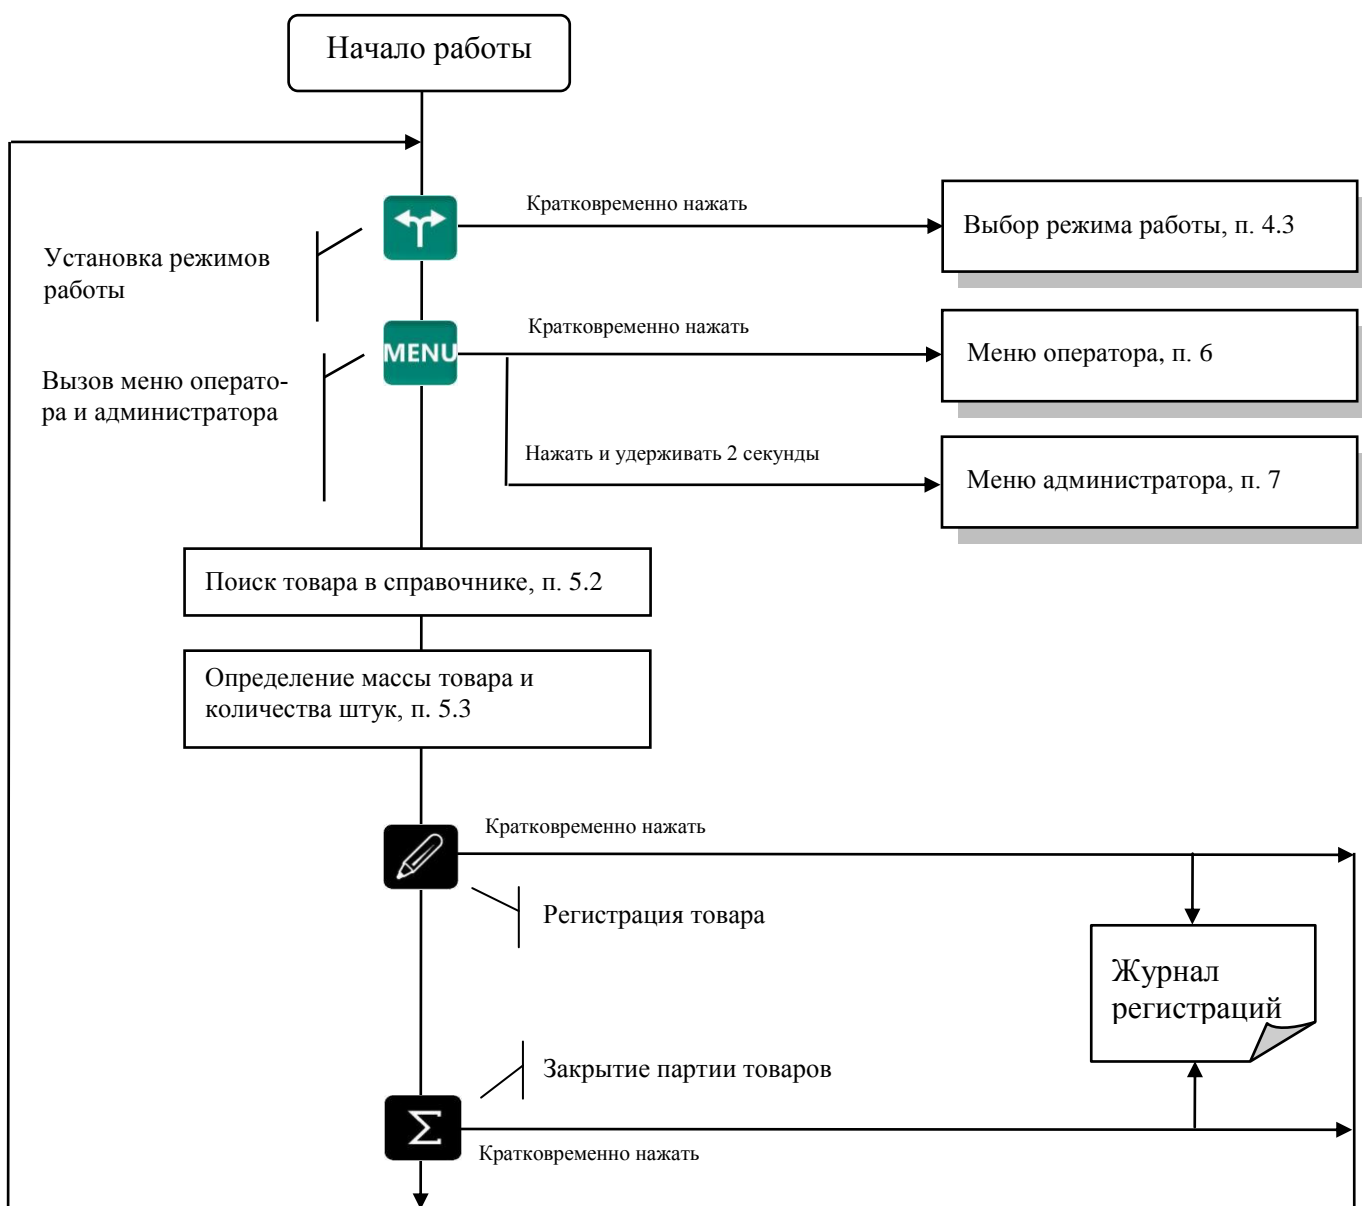 Начало работы
Кратковременно нажать
Выбор режима работы, п. 4.3
Установка режимов
работы
Кратковременно нажать
MENU
Меню оператора, п. 6
Вызов меню операто-
ра и администратора
Нажать и удерживать 2 секунды
Меню администратора, п. 7
Поиск товара в справочнике, п. 5.2
Определение массы товара и
количества штук, п. 5.3
Кратковременно нажать
Регистрация товара
Журнал
регистраций
Закрытие партии товаров
Σ
Кратковременно нажать